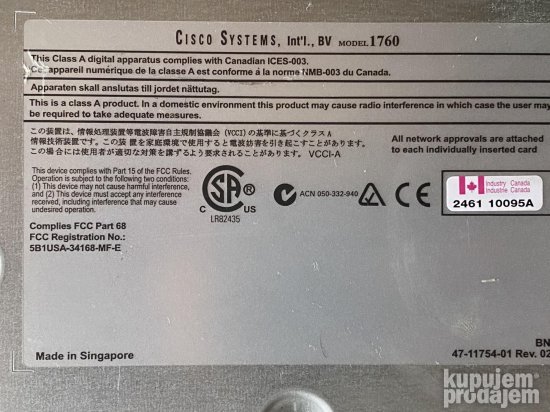 CISCO SYSTEMS, Int'l., BV MODEL 1760
This Class A digital apparatus complies with Canadian ICES-003.
Cet appareil numérique de la classe A est conforme á la norme NMB-003 du Canada.
Apparaten skall anslutas till jordet nättutag.
This is a class A product. In a domestic environment this product may cause radio interference in which case the user may
be required to take adequate measures.
この装置は、情報処理装置等電波障害自主規制協議会（VCCI）の基準に基づくクラス A
情報技術装置です。この装置を家庭環境で使用すると電波妨害を引き起こすことがあります。
この場合には使用者が適切な対策を講ずるよう要求されることがあります。 VCCI-A
All network approvals are attached
to each individually inserted card
This device complies with Part 15 of the FCC Rules.
Operation is subject to the following two conditions:
(1) This device may not cause harmful interference,
and (2) This device must accept any interference
received, including interference that may cause
undesired operation.
Complies FCC Part 68
FCC Registration No.:
5B1USA-34168-MF-E
C US
LR82435
N
ACN 050-332-940
CE
Industry Canada
Industrie Canada
2461 10095A
Made in Singapore
BN
47-11754-01 Rev. 02
kupujem
prodajem